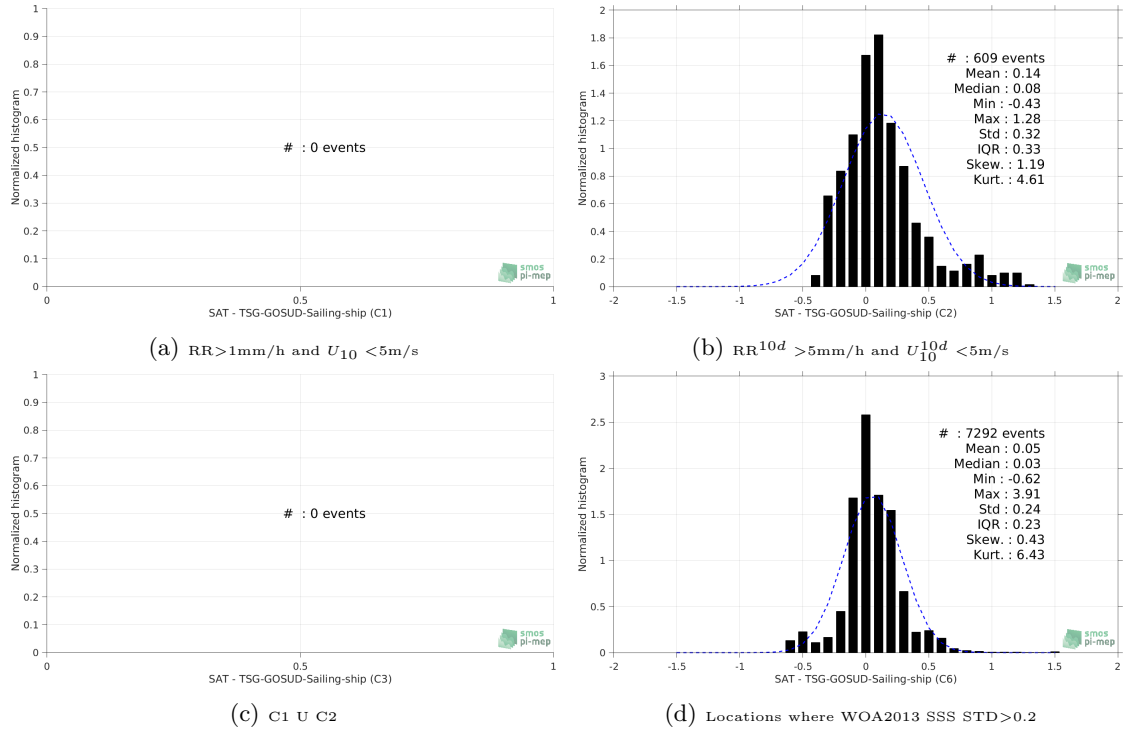 1
0.9
0.8
0.7
0.6
0.5
0.4
0.3
0.2
0.1
0
0 0.5 1
Normalized histogram
# : 0 events
smos
pi-mep
SAT - TSG-GOSUD-Sailing-ship (C1)
(a) RR>1mm/h and U10 <5m/s
2
1.8
1.6
1.4
1.2
1
0.8
0.6
0.4
0.2
0
-2 -1 -0.5 0 0.5 1 1.5 2
Normalized histogram
# : 609 events
Mean : 0.14
Median : 0.08
Min : -0.43
Max : 1.28
Std : 0.32
IQR : 0.33
Skew. : 1.19
Kurt. : 4.61
smos
pi-mep
SAT - TSG-GOSUD-Sailing-ship (C2)
(b) RR^10d >5mm/h and U10^10d <5m/s
1
0.9
0.8
0.7
0.6
0.5
0.4
0.3
0.2
0.1
0
0 0.5 1
Normalized histogram
# : 0 events
smos
pi-mep
SAT - TSG-GOSUD-Sailing-ship (C3)
(c) C1 U C2
3
2.5
2
1.5
1
0.5
0
-2 -1 -0.5 0 0.5 1 1.5 2
Normalized histogram
# : 7292 events
Mean : 0.05
Median : 0.03
Min : -0.62
Max : 3.91
Std : 0.24
IQR : 0.23
Skew. : 0.43
Kurt. : 6.43
smos
pi-mep
SAT - TSG-GOSUD-Sailing-ship (C6)
(d) Locations where WOA2013 SSS STD>0.2